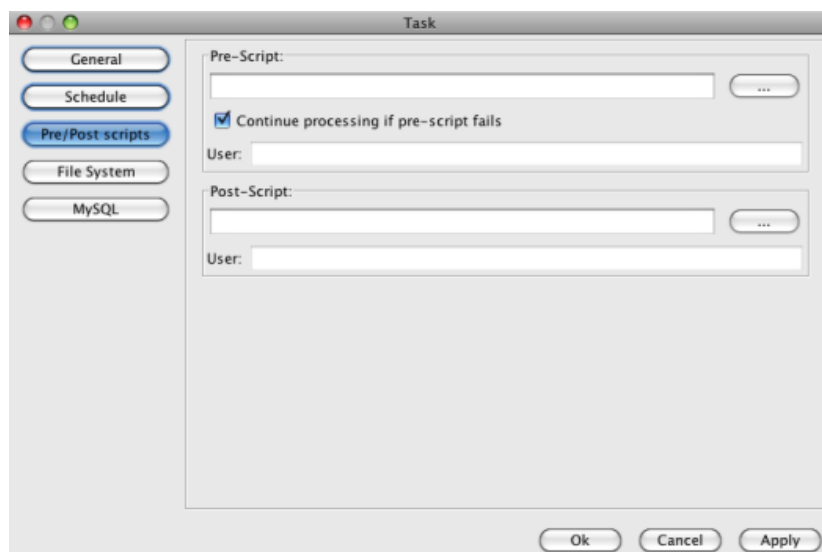 Task
General
Schedule
Pre/Post scripts
File System
MySQL
Pre-Script:
...
Continue processing if pre-script fails
User:
Post-Script:
...
User:
Ok
Cancel
Apply